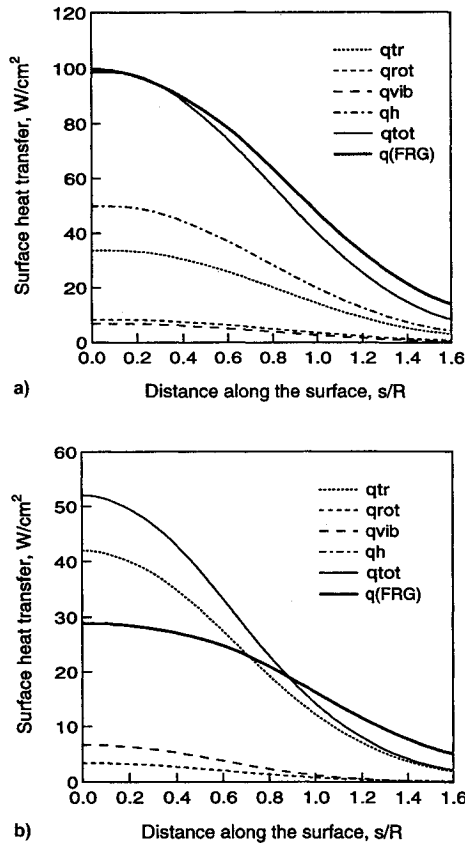 120
100
80
60
40
20
0
Surface heat transfer, W/cm²
qtr
qrot
qvib
qh
qtot
q(FRG)
0.0 0.2 0.4 0.6 0.8 1.0 1.2 1.4 1.6
a) Distance along the surface, s/R
60
50
40
30
20
10
0
Surface heat transfer, W/cm²
qtr
qrot
qvib
qh
qtot
q(FRG)
0.0 0.2 0.4 0.6 0.8 1.0 1.2 1.4 1.6
b) Distance along the surface, s/R